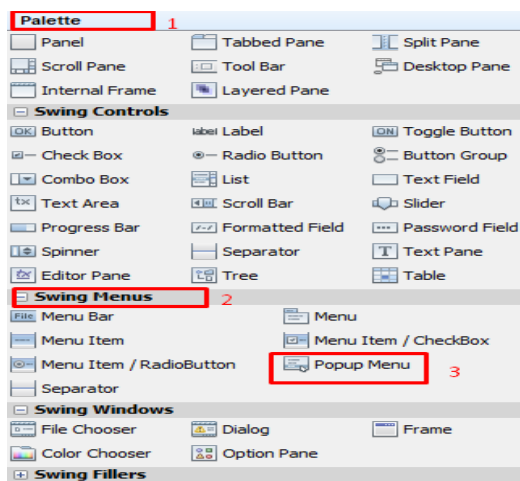 Palette 1
Panel Tabbed Pane Split Pane
Scroll Pane Tool Bar Desktop Pane
Internal Frame Layered Pane
Swing Controls
OK Button label Label ON Toggle Button
Check Box Radio Button Button Group
Combo Box List Text Field
tx Text Area Scroll Bar Slider
Progress Bar Formatted Field Password Field
Spinner Separator T Text Pane
Editor Pane Tree Table
Swing Menus 2
File Menu Bar Menu
Menu Item Menu Item / CheckBox
Menu Item / RadioButton Popup Menu 3
Separator
Swing Windows
File Chooser Dialog Frame
Color Chooser Option Pane
Swing Fillers